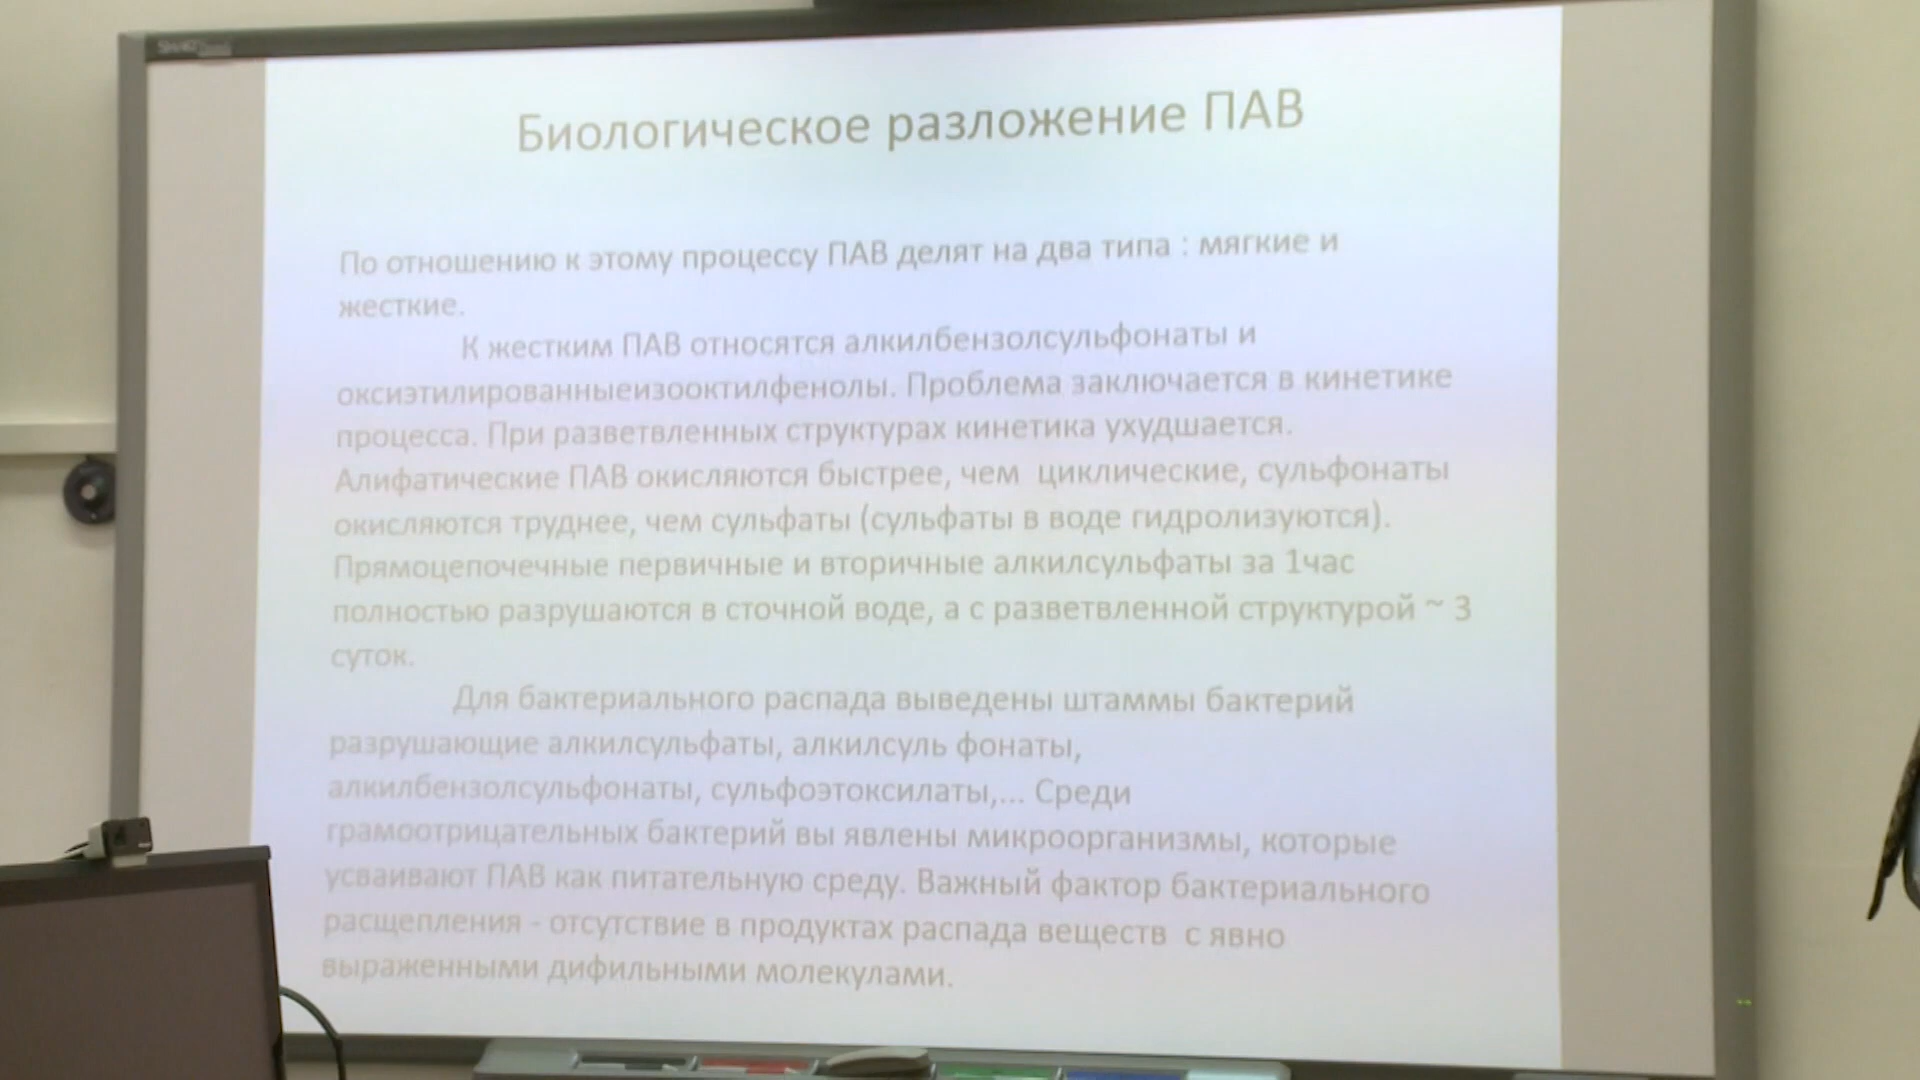 Биологическое разложение ПАВ
По отношению к этому процессу ПАВ делят на два типа : мягкие и
жесткие.
К жестким ПАВ относятся алкилбензолсульфонаты и
оксиэтилированныеизооктилфенолы. Проблема заключается в кинетике
процесса. При разветвленных структурах кинетика ухудшается.
Алифатические ПАВ окисляются быстрее, чем циклические, сульфонаты
окисляются труднее, чем сульфаты (сульфаты в воде гидролизуются).
Прямоцепочечные первичные и вторичные алкилсульфаты за 1час
полностью разрушаются в сточной воде, а с разветвленной структурой ~ 3
суток.
Для бактериального распада выведены штаммы бактерий
разрушающие алкилсульфаты, алкилсуль фонаты,
алкилбензолсульфонаты, сульфоэтоксилаты,... Среди
грамоотрицательных бактерий вы явлены микроорганизмы, которые
усваивают ПАВ как питательную среду. Важный фактор бактериального
расщепления - отсутствие в продуктах распада веществ с явно
выраженными дифильными молекулами.